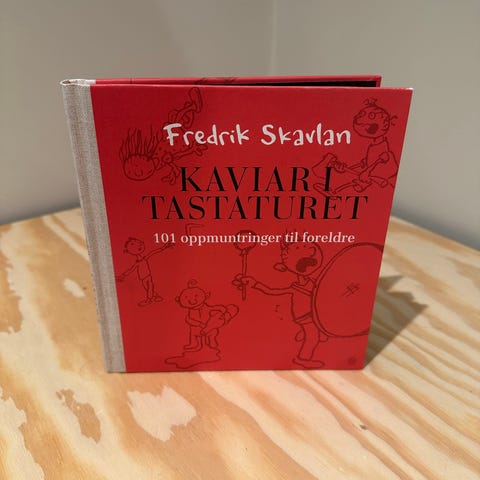 Fredrik Skavlan
KAVIAR I
TASTATURET
101 oppmuntringer til foreldre